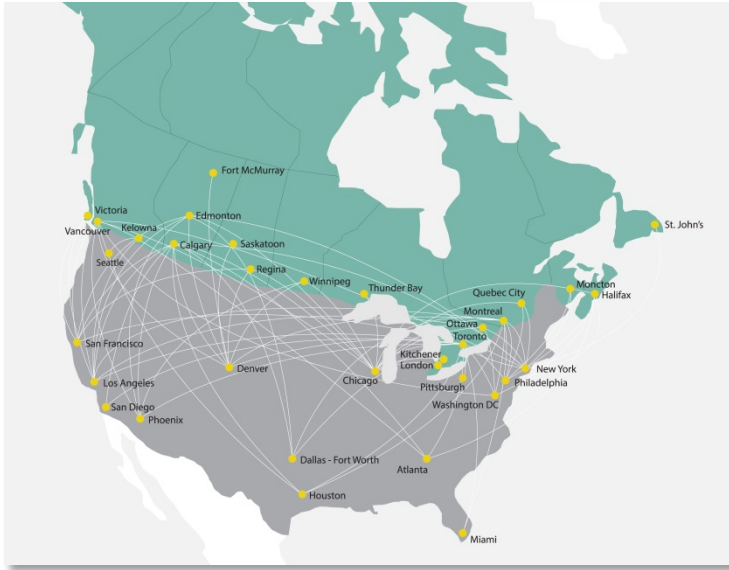 Fort McMurray
Victoria
Edmonton
St. John's
Vancouver
Kelowna
Calgary
Saskatoon
Seattle
Regina
Winnipeg
Thunder Bay
Quebec City
Moncton
Halifax
Montreal
Ottawa
Toronto
San Francisco
Kitchener
London
Denver
Chicago
New York
Los Angeles
Pittsburgh
Philadelphia
Washington DC
San Diego
Phoenix
Dallas - Fort Worth
Atlanta
Houston
Miami